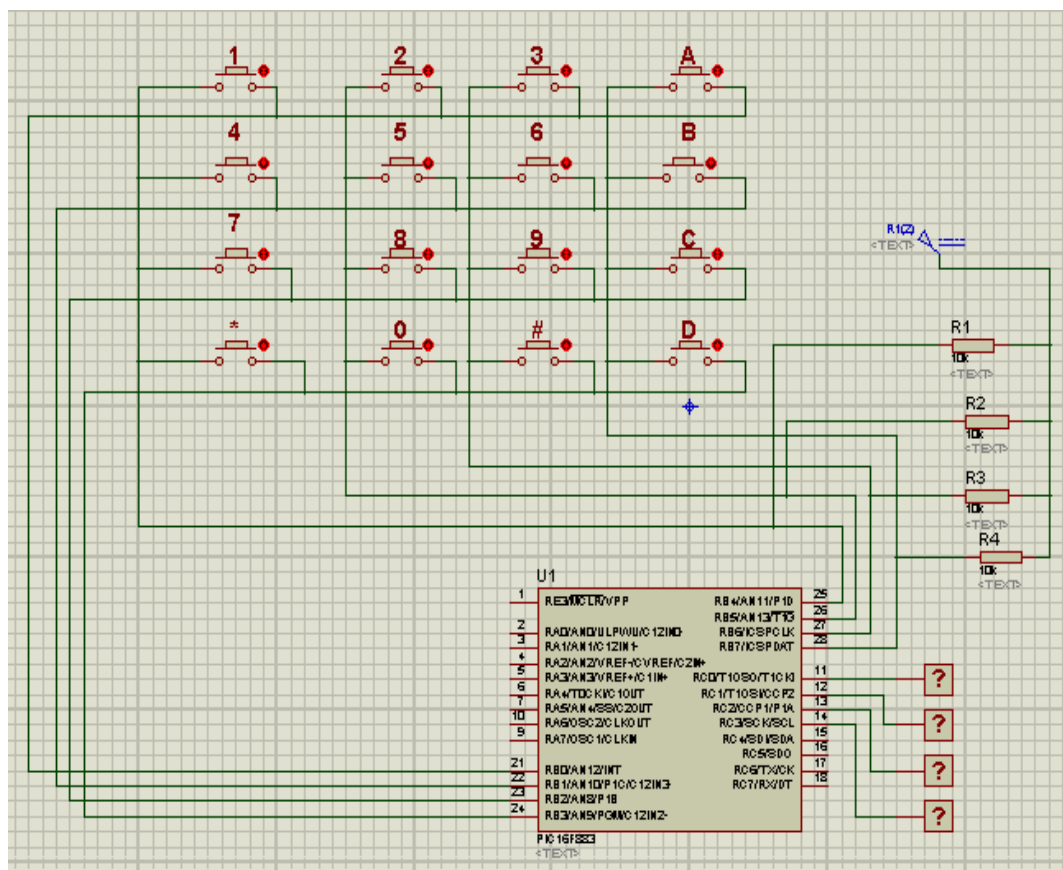 1 2 3 A
4 5 6 B
7 8 9 C
* 0 # D
R1(2)
<TEXT>
R1
10k
<TEXT>
R2
10k
<TEXT>
R3
10k
<TEXT>
R4
10k
<TEXT>
U1
1 RE3/MCLR/VPP RB4/AN11/P1D 25
RB5/AN13/T1G 26
2 RA0/AN0/ULPWU/C12IN0- RB6/ICSPCLK 27
3 RA1/AN1/C12IN1- RB7/ICSPDAT 28
4 RA2/AN2/VREF-/CVREF/C2IN+
5 RA3/AN3/VREF+/C1IN+ RC0/T1OSO/T1CKI 11
6 RA4/T0CKI/C1OUT RC1/T1OSI/CCP2 12
7 RA5/AN4/SS/C2OUT RC2/CCP1/P1A 13
10 RA6/OSC2/CLKOUT RC3/SCK/SCL 14
9 RA7/OSC1/CLKIN RC4/SDI/SDA 15
RC5/SDO 16
21 RB0/AN12/INT RC6/TX/CK 17
22 RB1/AN10/P1C/C12IN3- RC7/RX/DT 18
23 RB2/AN8/P1B
24 RB3/AN9/PGM/C12IN2-
PIC16F883
<TEXT>
?
?
?
?